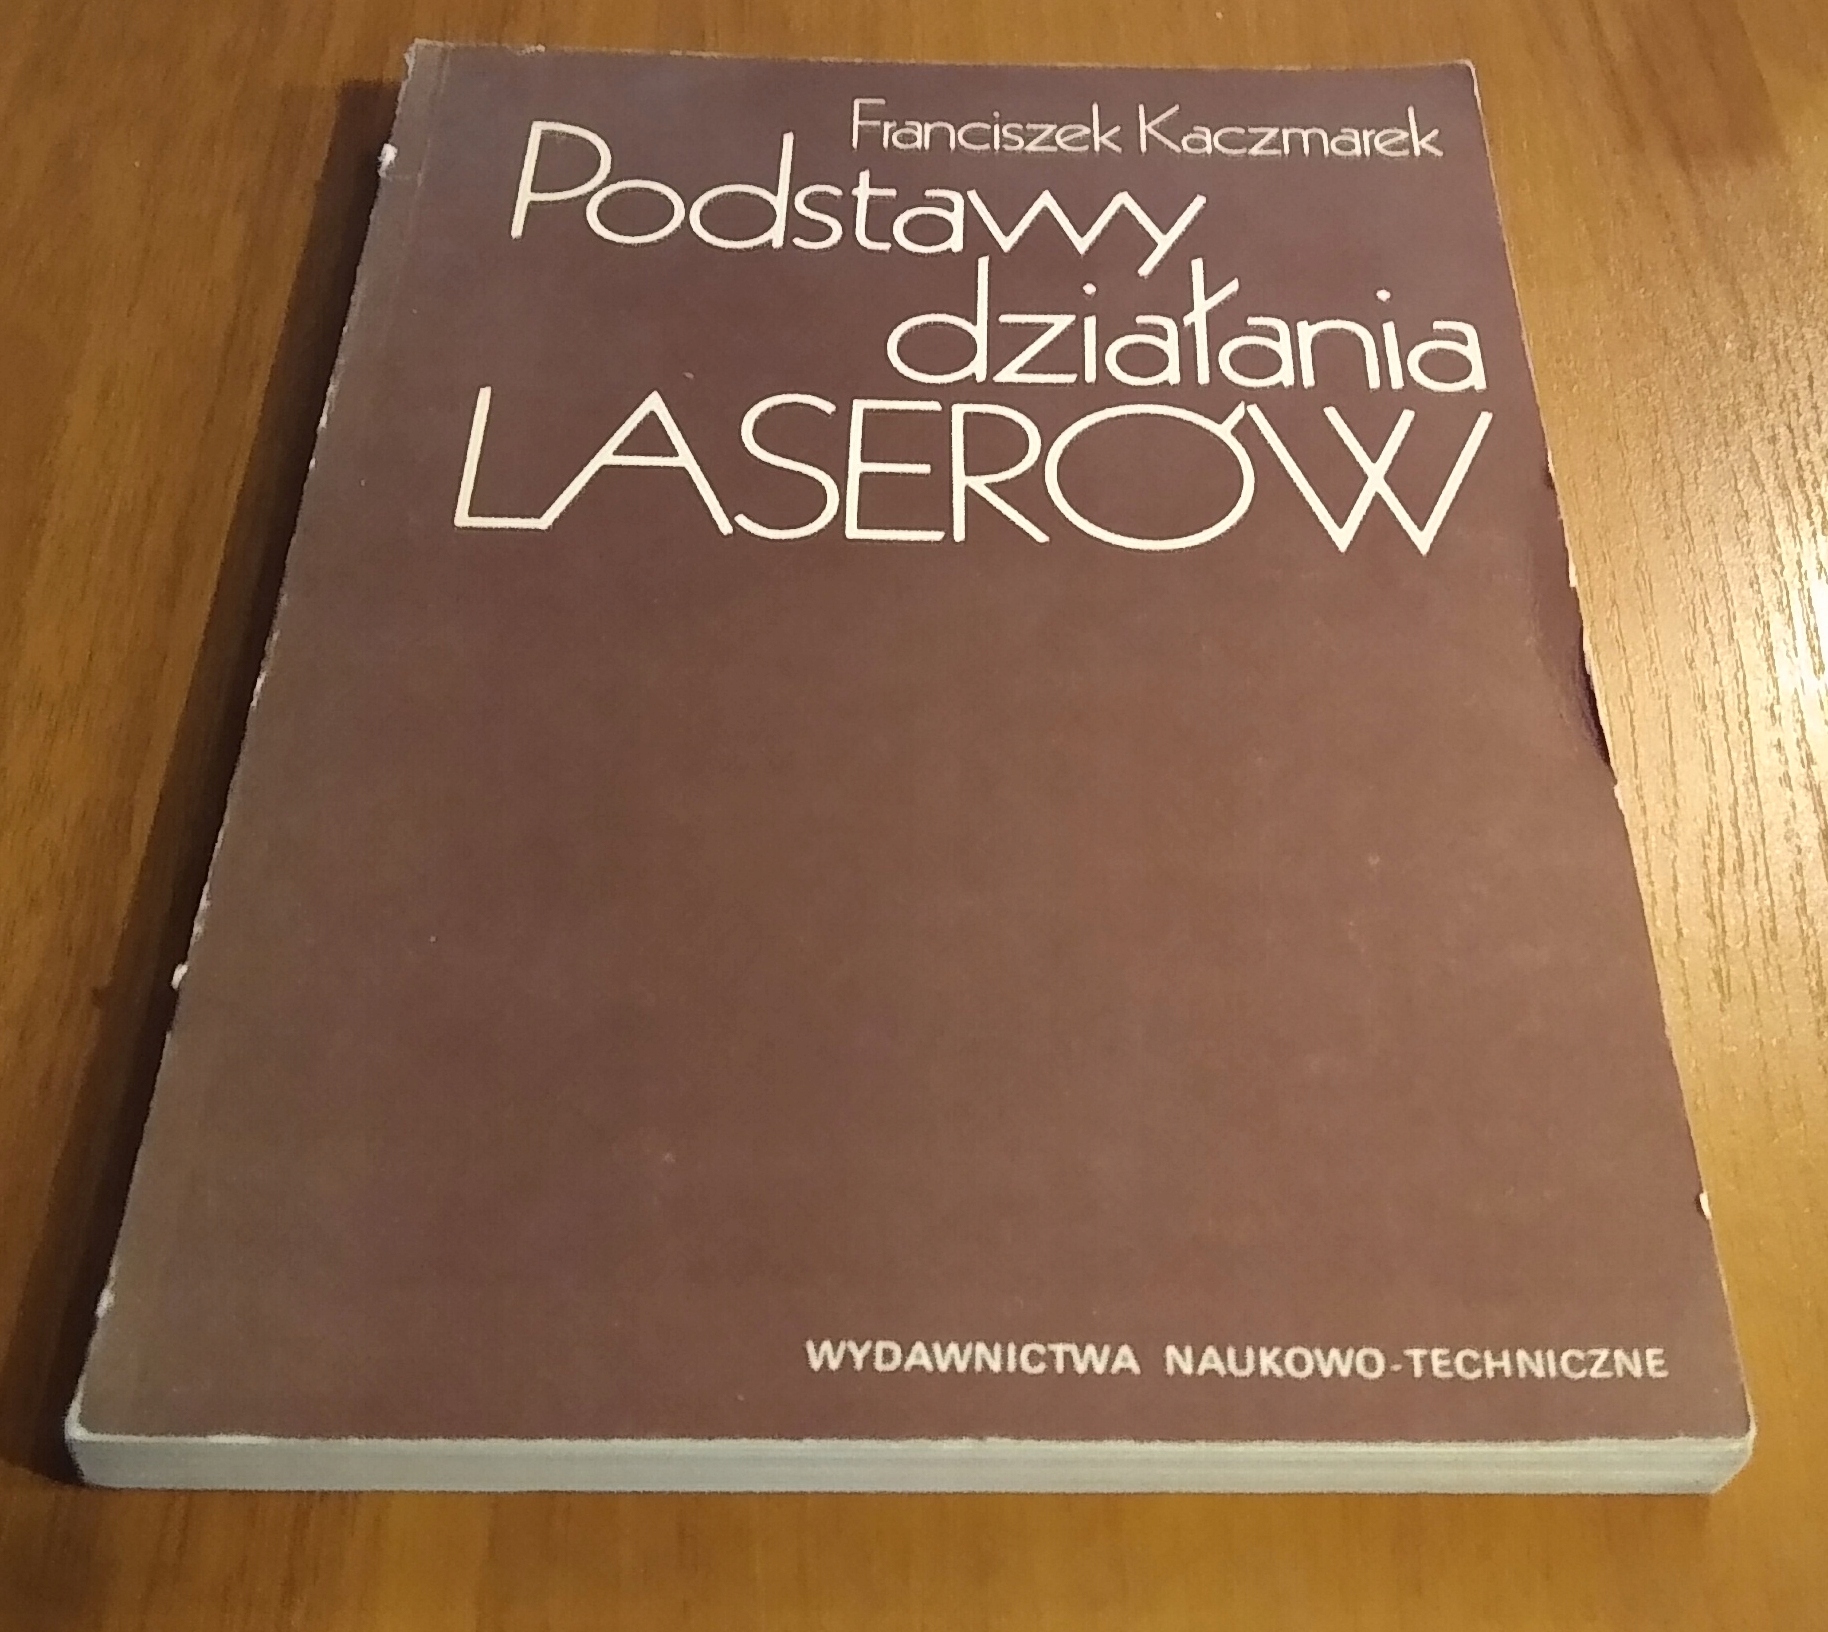 Franciszek Kaczmarek
Podstawy
działania
LASERÓW
WYDAWNICTWA NAUKOWO-TECHNICZNE